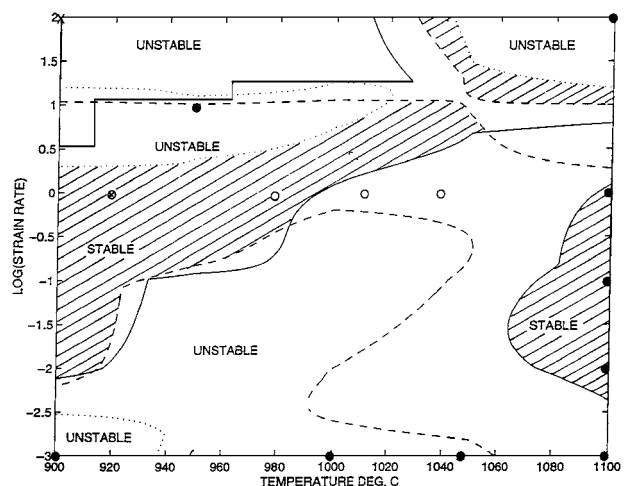 2
1.5
1
0.5
0
−0.5
−1
−1.5
−2
−2.5
−3
LOG(STRAIN RATE)
UNSTABLE
UNSTABLE
UNSTABLE
STABLE
STABLE
UNSTABLE
UNSTABLE
900 920 940 960 980 1000 1020 1040 1060 1080 1100
TEMPERATURE DEG. C